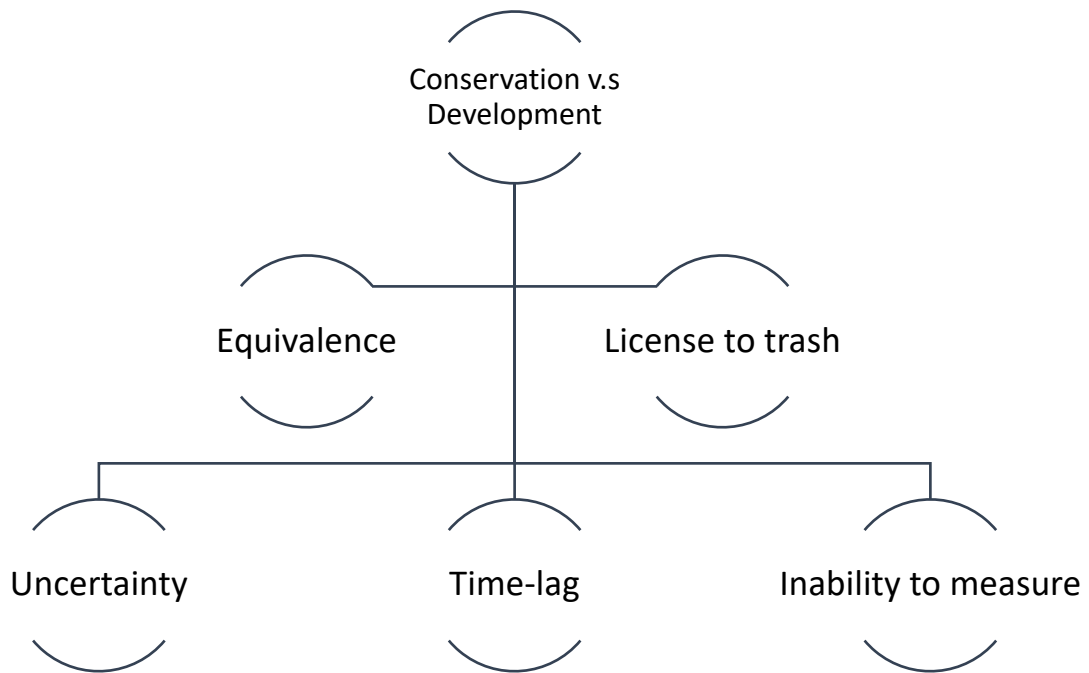 Conservation v.s
Development
Equivalence
License to trash
Uncertainty
Time-lag
Inability to measure